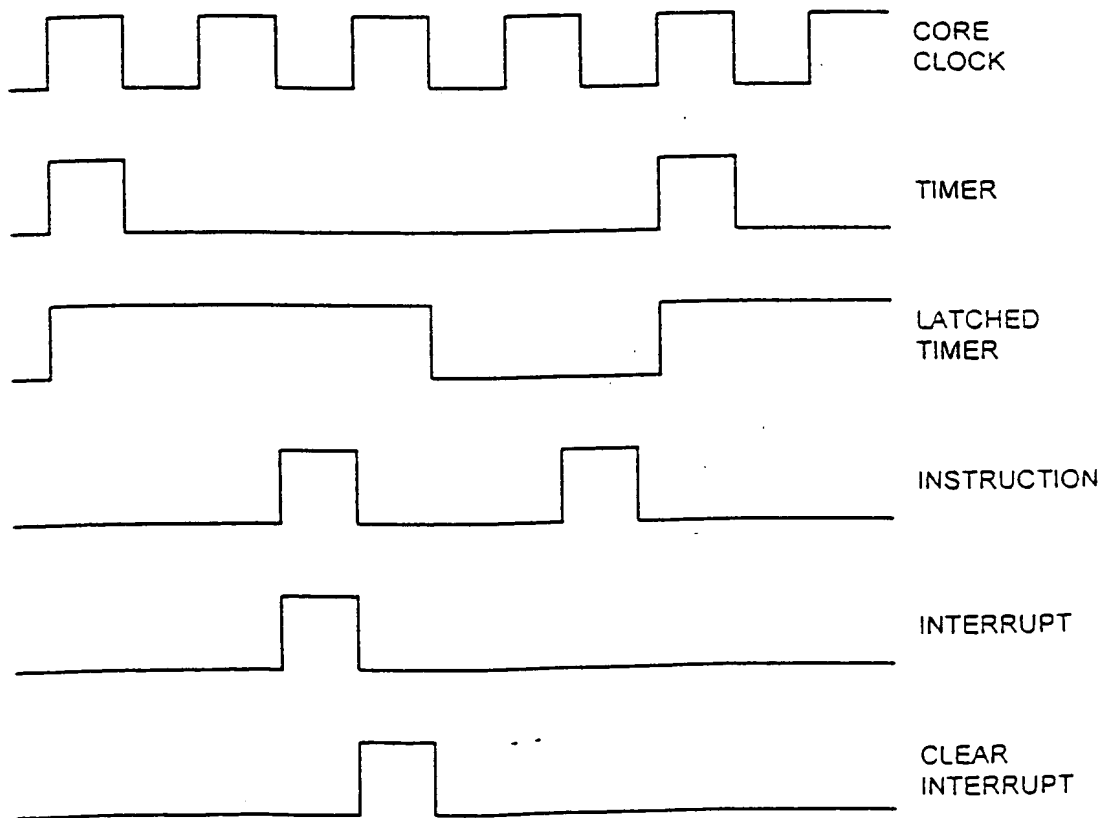 CORE
CLOCK
TIMER
LATCHED
TIMER
INSTRUCTION
INTERRUPT
CLEAR
INTERRUPT